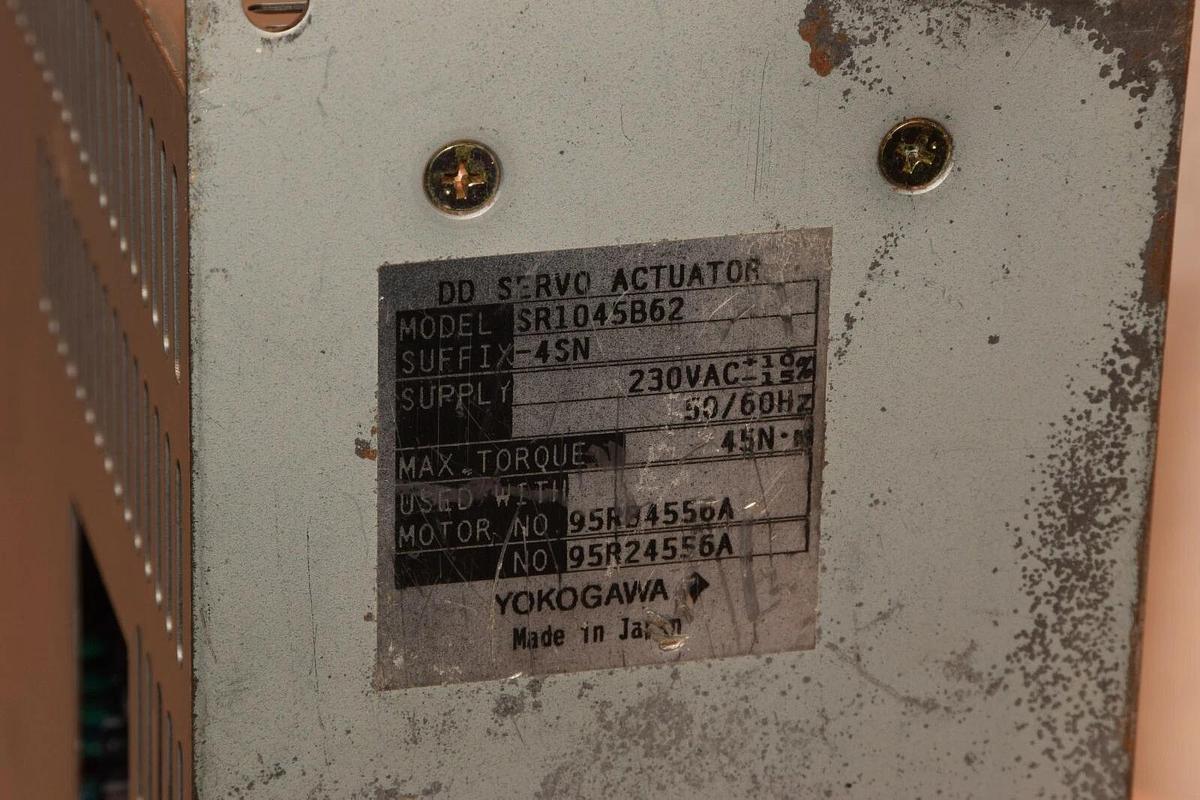 DD SERVO ACTUATOR
MODEL SR1045B62
SUFFIX -4SN
SUPPLY 230VAC +10% -15%
50/60Hz
MAX.TORQUE 45N·m
USED WITH
MOTOR NO. 95R34556A
NO. 95R24556A
YOKOGAWA
Made in Japan